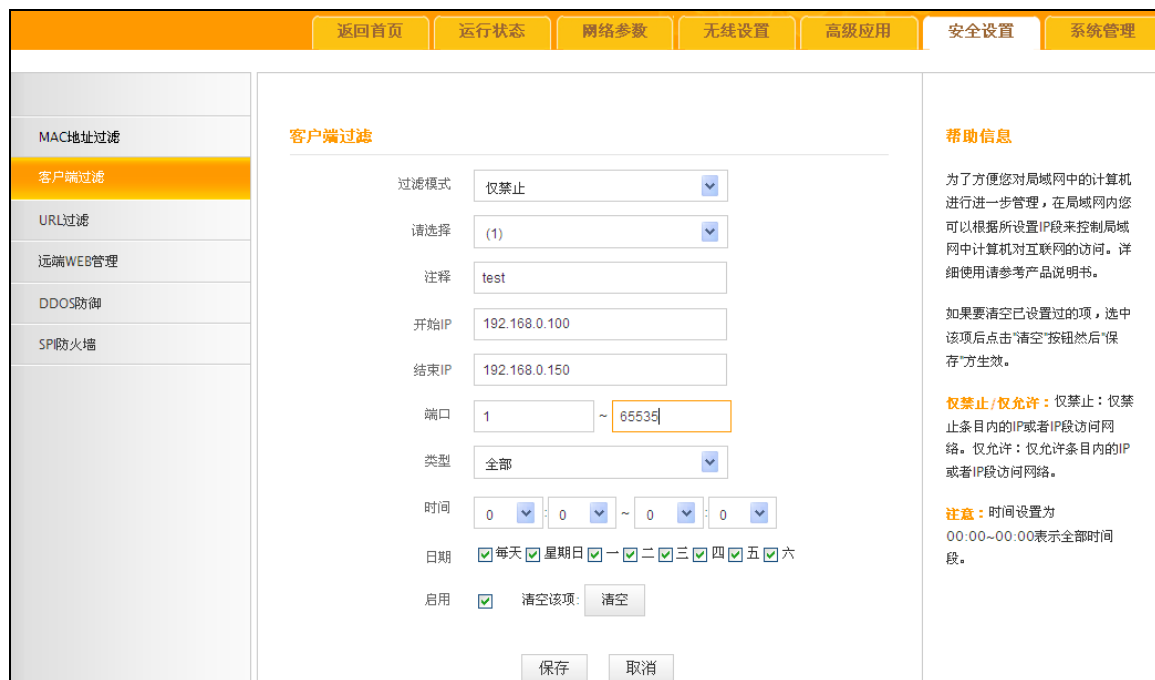 返回首页 运行状态 网络参数 无线设置 高级应用 安全设置 系统管理
MAC地址过滤
客户端过滤
URL过滤
远端WEB管理
DDOS防御
SPI防火墙
客户端过滤
过滤模式 仅禁止
请选择 (1)
注释 test
开始IP 192.168.0.100
结束IP 192.168.0.150
端口 1 ~ 65535
类型 全部
时间 0 : 0 ~ 0 : 0
日期 每天 星期日 一 二 三 四 五 六
启用 清空该项: 清空
保存 取消
帮助信息
为了方便您对局域网中的计算机
进行进一步管理，在局域网内您
可以根据所设置IP段来控制局域
网中计算机对互联网的访问。详
细使用请参考产品说明书。
如果要清空已设置过的项，选中
该项后点击"清空"按钮然后"保
存"方生效。
仅禁止/仅允许：仅禁止：仅禁
止条目内的IP或者IP段访问网
络。仅允许：仅允许条目内的IP
或者IP段访问网络。
注意：时间设置为
00:00~00:00表示全部时间
段。